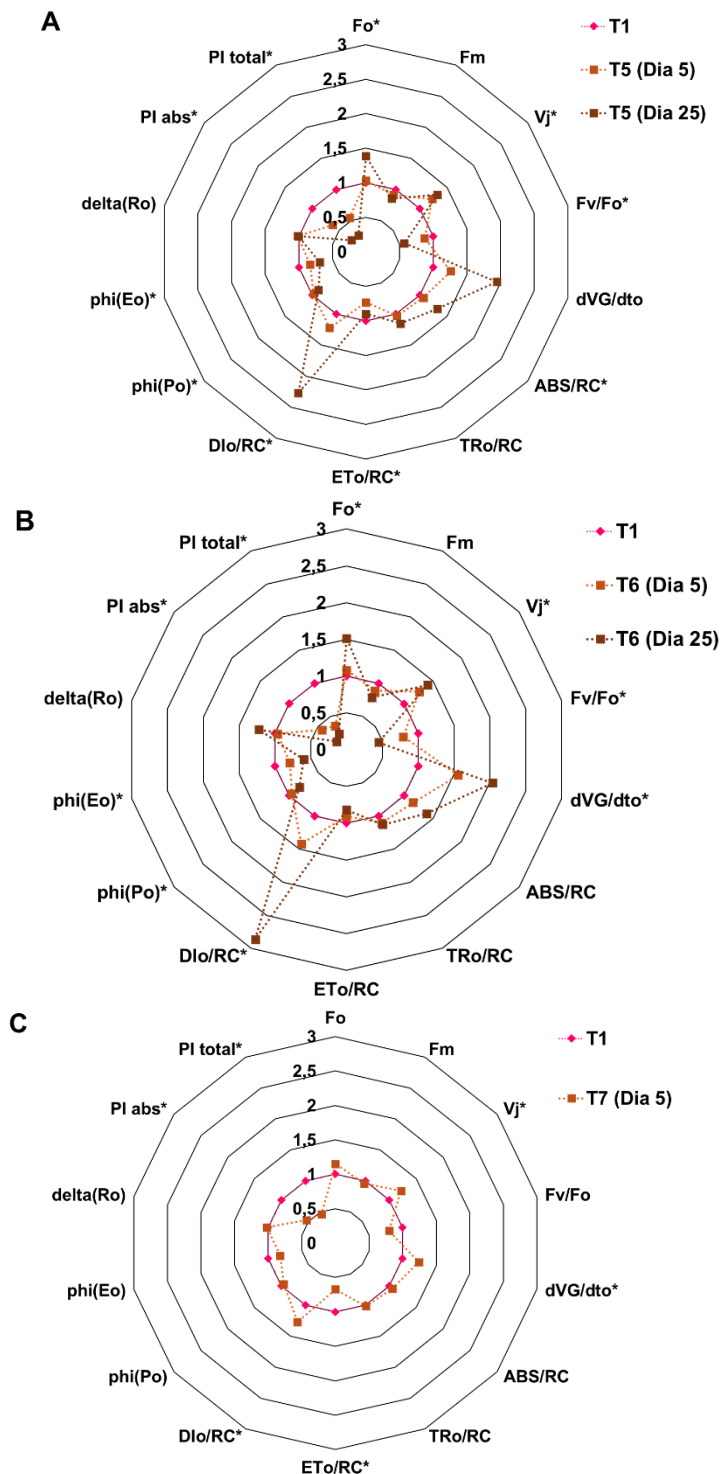 A
Fo*
T1
PI total*
3
Fm
2,5
T5 (Dia 5)
PI abs*
2
Vj*
T5 (Dia 25)
1,5
delta(Ro)
1
Fv/Fo*
0,5
0
phi(Eo)*
dVG/dto
phi(Po)*
ABS/RC*
DIo/RC*
TRo/RC
ETo/RC*
B
Fo*
T1
PI total*
3
Fm
2,5
T6 (Dia 5)
PI abs*
2
Vj*
T6 (Dia 25)
1,5
delta(Ro)
1
Fv/Fo*
0,5
0
phi(Eo)*
dVG/dto*
phi(Po)*
ABS/RC
DIo/RC*
TRo/RC
ETo/RC
C
Fo
T1
PI total*
3
Fm
2,5
T7 (Dia 5)
PI abs*
2
Vj*
1,5
delta(Ro)
1
Fv/Fo
0,5
0
phi(Eo)
dVG/dto*
phi(Po)
ABS/RC
DIo/RC*
TRo/RC
ETo/RC*